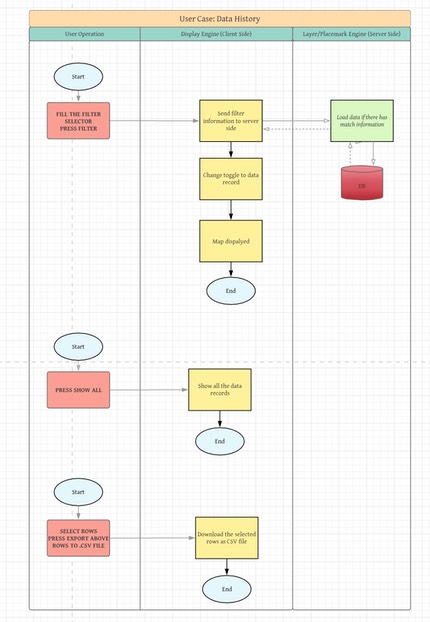 User Case: Data History
User Operation
Display Engine (Client Side)
Layer/Placemark Engine (Server Side)
Start
FILL THE FILTER
SELECTOR
PRESS FILTER
Send filter
information to server
side
Load data if there has
match information
Change toggle to data
record
DB
Map dispalyed
End
Start
PRESS SHOW ALL
Show all the data
records
End
Start
SELECT ROWS
PRESS EXPORT ABOVE
ROWS TO .CSV FILE
Download the selected
rows as CSV file
End